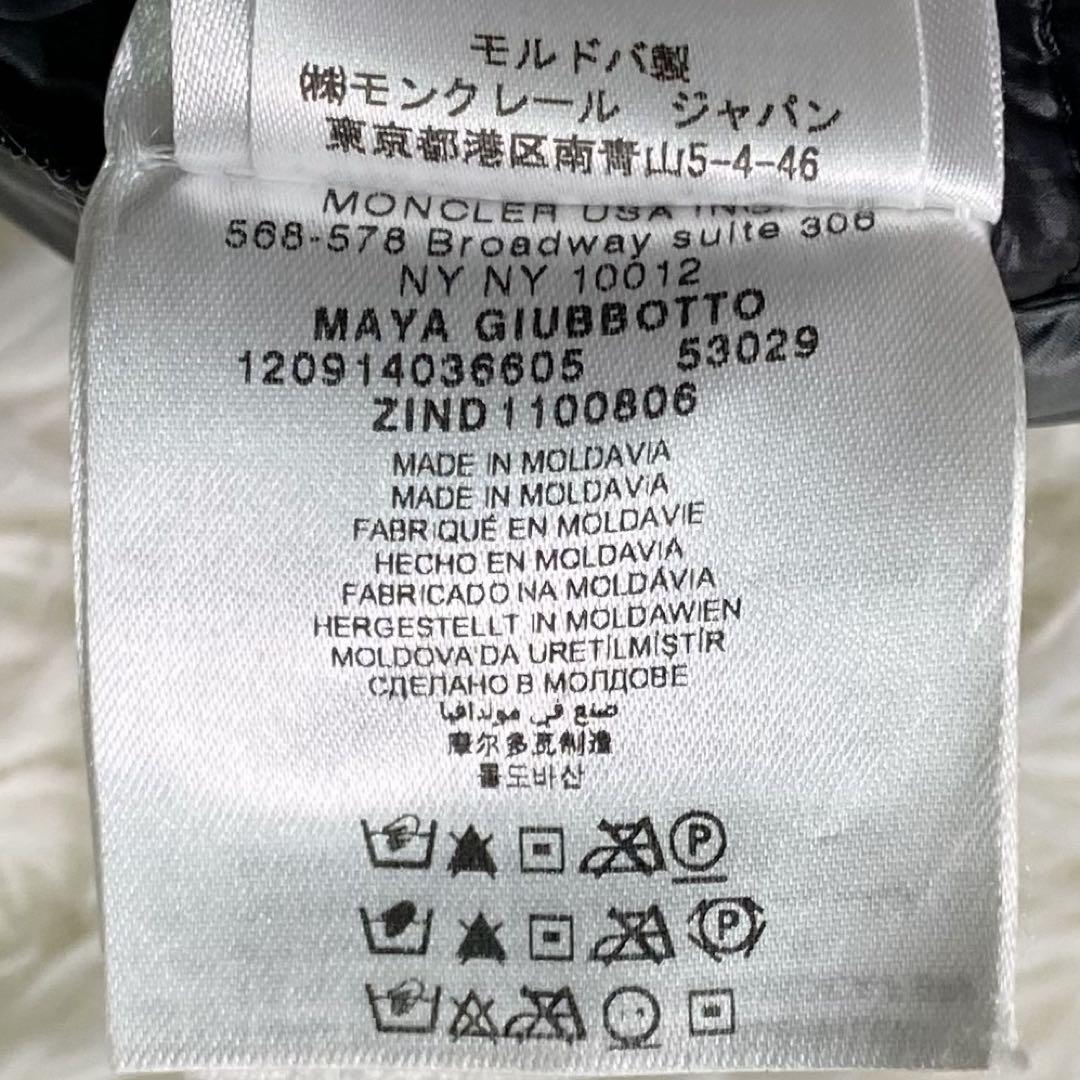 モルドバ製
㈱モンクレール ジャパン
東京都港区南青山5-4-46
MONCLER USA INC.
568-578 Broadway suite 306
NY NY 10012
MAYA GIUBBOTTO
120914036605 53029
ZIND1100806
MADE IN MOLDAVIA
MADE IN MOLDAVIA
FABRIQUÉ EN MOLDAVIE
HECHO EN MOLDAVIA
FABRICADO NA MOLDÁVIA
HERGESTELLT IN MOLDAWIEN
MOLDOVA'DA URETİLMİŞTİR
СДЕЛАНО В МОЛДОВЕ
صنع في مولدافيا
摩尔多瓦制造
몰도바산
P
P